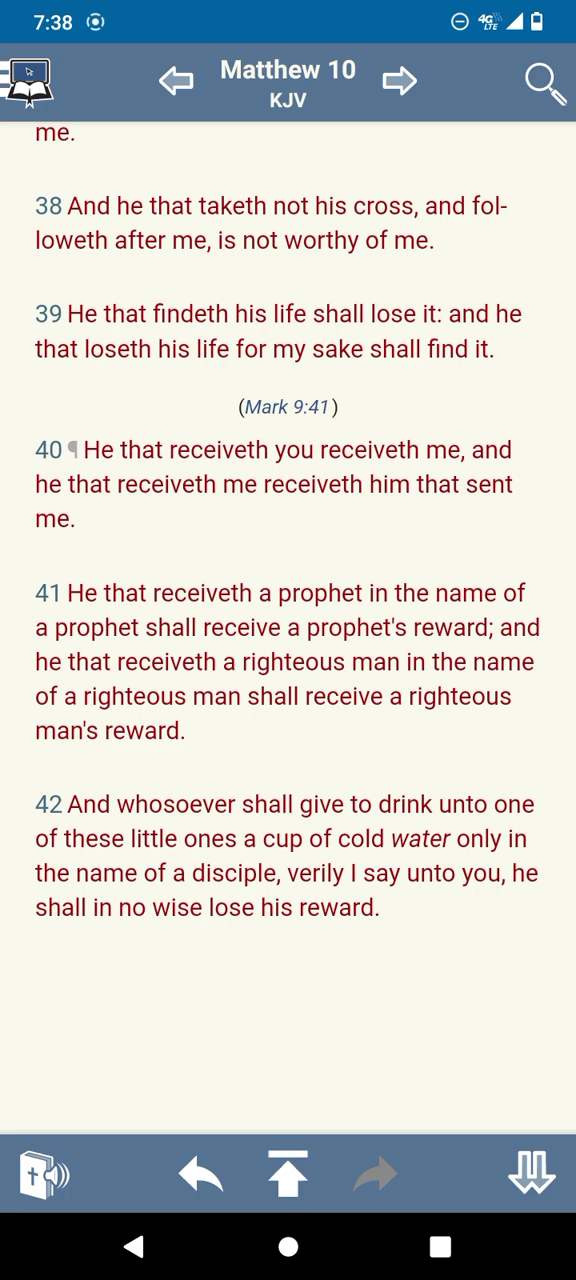 7:38
4G
LTE
Matthew 10
KJV
me.
38 And he that taketh not his cross, and fol-
loweth after me, is not worthy of me.
39 He that findeth his life shall lose it: and he
that loseth his life for my sake shall find it.
(Mark 9:41)
40 ¶ He that receiveth you receiveth me, and
he that receiveth me receiveth him that sent
me.
41 He that receiveth a prophet in the name of
a prophet shall receive a prophet's reward; and
he that receiveth a righteous man in the name
of a righteous man shall receive a righteous
man's reward.
42 And whosoever shall give to drink unto one
of these little ones a cup of cold water only in
the name of a disciple, verily I say unto you, he
shall in no wise lose his reward.